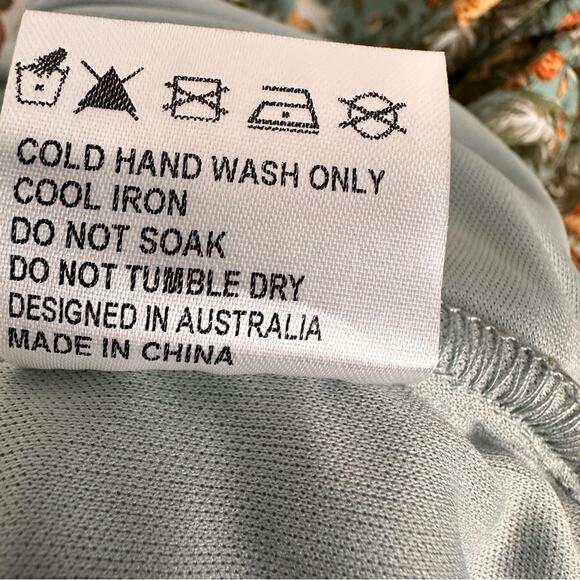 COLD HAND WASH ONLY
COOL IRON
DO NOT SOAK
DO NOT TUMBLE DRY
DESIGNED IN AUSTRALIA
MADE IN CHINA